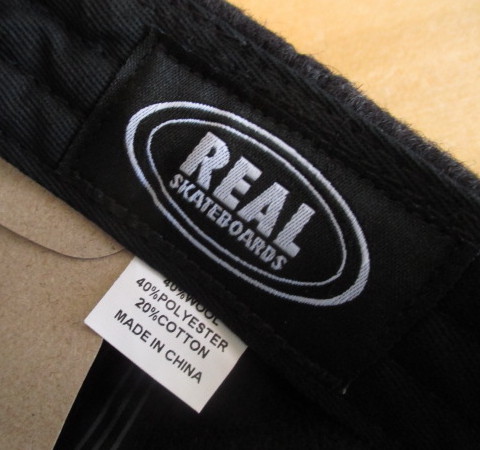 REAL
SKATEBOARDS
40%WOOL
40%POLYESTER
20%COTTON
MADE IN CHINA